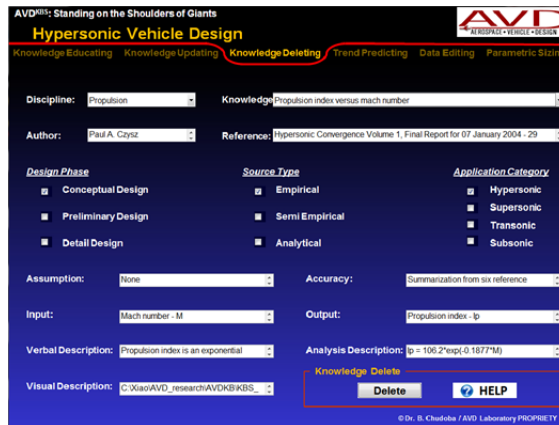 AVDKBS: Standing on the Shoulders of Giants
Hypersonic Vehicle Design
AVD
AEROSPACE • VEHICLE • DESIGN
Knowledge Educating Knowledge Updating Knowledge Deleting Trend Predicting Data Editing Parametric Sizin
Discipline: Propulsion Knowledge Propulsion index versus mach number
Author: Paul A. Czysz Reference: Hypersonic Convergence Volume 1, Final Report for 07 January 2004 - 29
Design Phase Source Type Application Category
Conceptual Design Empirical Hypersonic
Supersonic
Preliminary Design Semi Empirical
Transonic
Detail Design Analytical Subsonic
Assumption: None Accuracy: Summarization from six reference
Input: Mach number - M Output: Propulsion index - Ip
Verbal Description: Propulsion index is an exponential Analysis Description: Ip = 106.2*exp(-0.1877*M)
Knowledge Delete
Visual Description: C:\Xiao\AVD_research\AVDKB\KBS_ Delete HELP
© Dr. B. Chudoba / AVD Laboratory PROPRIETY